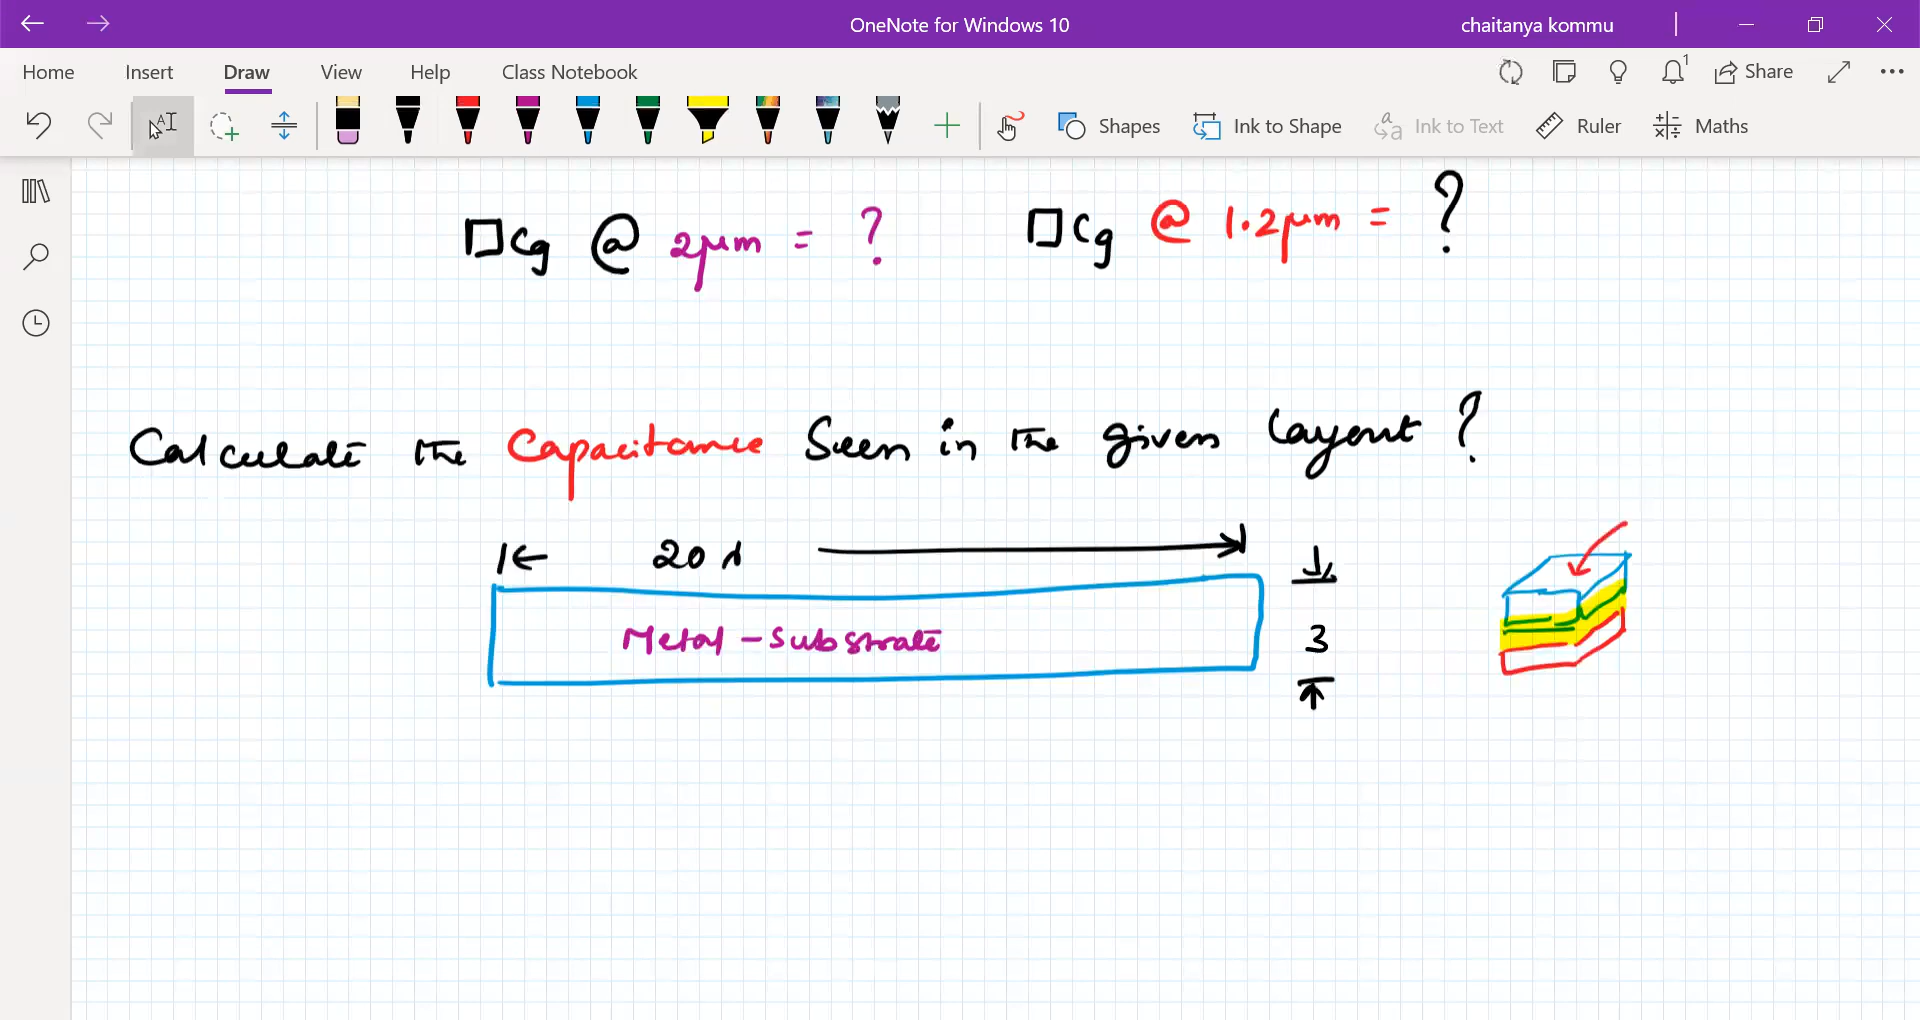 OneNote for Windows 10
chaitanya kommu
Home Insert Draw View Help Class Notebook
1 Share
Shapes Ink to Shape Ink to Text Ruler Maths
□Cg @ 2μm = ? □Cg @ 1.2μm = ?
Calculate the Capacitance Seen in the given layout ?
20 λ
Metal - Substrate
3